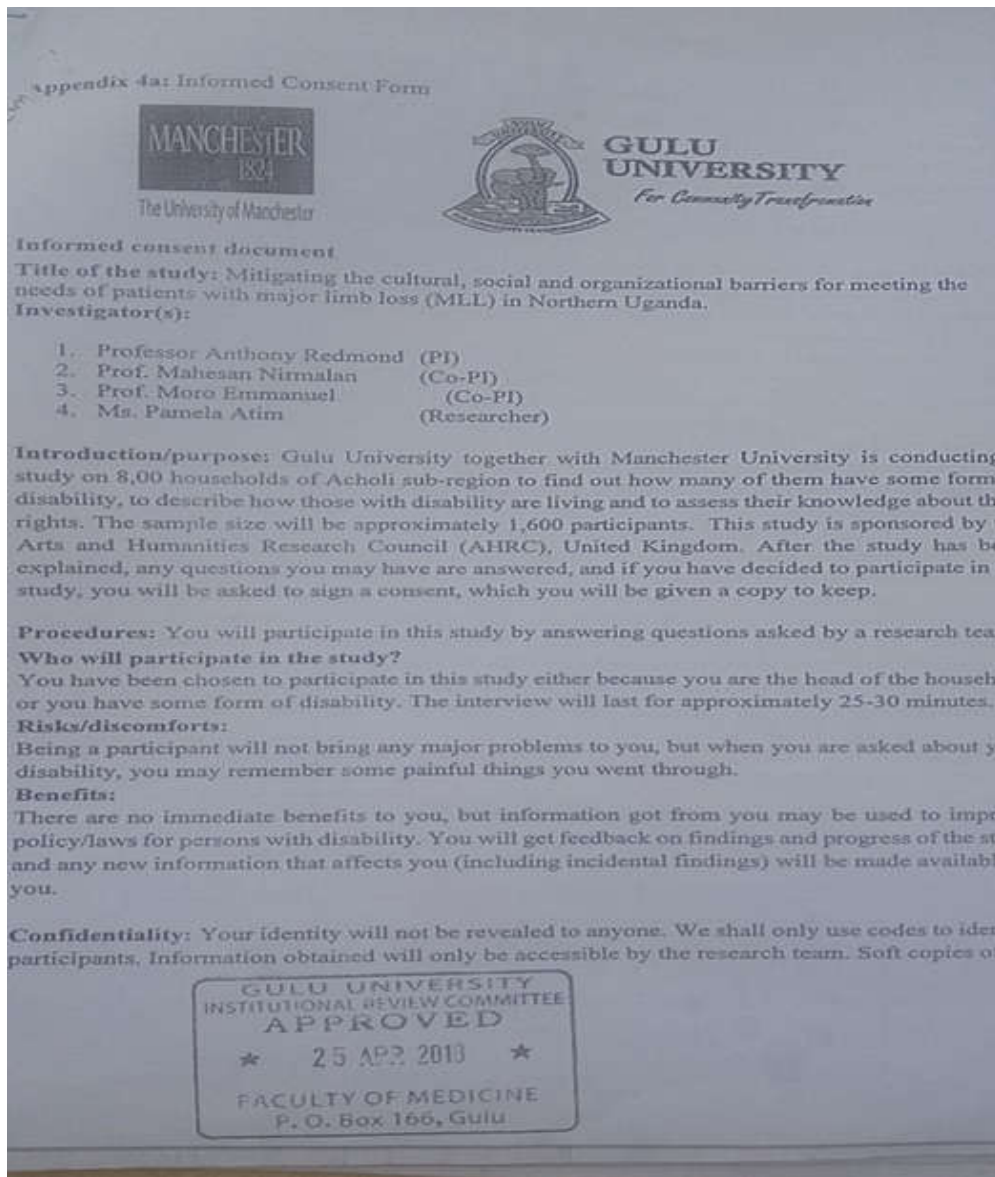 Appendix 4a: Informed Consent Form
MANCHESTER
1824
The University of Manchester
GULU
UNIVERSITY
For Community Transformation
Informed consent document
Title of the study: Mitigating the cultural, social and organizational barriers for meeting the
needs of patients with major limb loss (MLL) in Northern Uganda.
Investigator(s):
1. Professor Anthony Redmond (PI)
2. Prof. Mahesan Nirmalan (Co-PI)
3. Prof. Moro Emmanuel (Co-PI)
4. Ms. Pamela Atim (Researcher)
Introduction/purpose: Gulu University together with Manchester University is conducting
study on 8,00 households of Acholi sub-region to find out how many of them have some form
disability, to describe how those with disability are living and to assess their knowledge about th
rights. The sample size will be approximately 1,600 participants. This study is sponsored by
Arts and Humanities Research Council (AHRC), United Kingdom. After the study has be
explained, any questions you may have are answered, and if you have decided to participate in
study, you will be asked to sign a consent, which you will be given a copy to keep.
Procedures: You will participate in this study by answering questions asked by a research tea
Who will participate in the study?
You have been chosen to participate in this study either because you are the head of the househ
or you have some form of disability. The interview will last for approximately 25-30 minutes.
Risks/discomforts:
Being a participant will not bring any major problems to you, but when you are asked about y
disability, you may remember some painful things you went through.
Benefits:
There are no immediate benefits to you, but information got from you may be used to impr
policy/laws for persons with disability. You will get feedback on findings and progress of the st
and any new information that affects you (including incidental findings) will be made availabl
you.
Confidentiality: Your identity will not be revealed to anyone. We shall only use codes to iden
participants. Information obtained will only be accessible by the research team. Soft copies o
GULU UNIVERSITY
INSTITUTIONAL REVIEW COMMITTEE
APPROVED
★ 25 APR ★
FACULTY OF MEDICINE
P. O. Box 166, Gulu